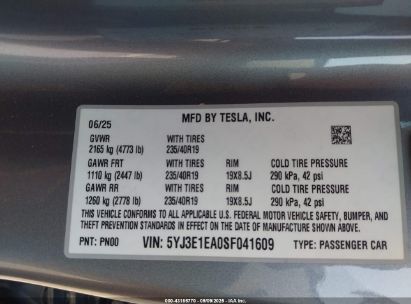 MFD BY TESLA, INC.
06/25
GVWR WITH TIRES
2165 kg (4773 lb) 235/40R19
GAWR FRT WITH TIRES RIM COLD TIRE PRESSURE
1110 kg (2447 lb) 235/40R19 19X8.5J 290 kPa, 42 psi
GAWR RR WITH TIRES RIM COLD TIRE PRESSURE
1260 kg (2778 lb) 235/40R19 19X8.5J 290 kPa, 42 psi
THIS VEHICLE CONFORMS TO ALL APPLICABLE U.S. FEDERAL MOTOR VEHICLE SAFETY, BUMPER, AND
THEFT PREVENTION STANDARDS IN EFFECT ON THE DATE OF MANUFACTURE SHOWN ABOVE.
PNT: PN00 VIN: 5YJ3E1EA0SF041609 TYPE: PASSENGER CAR